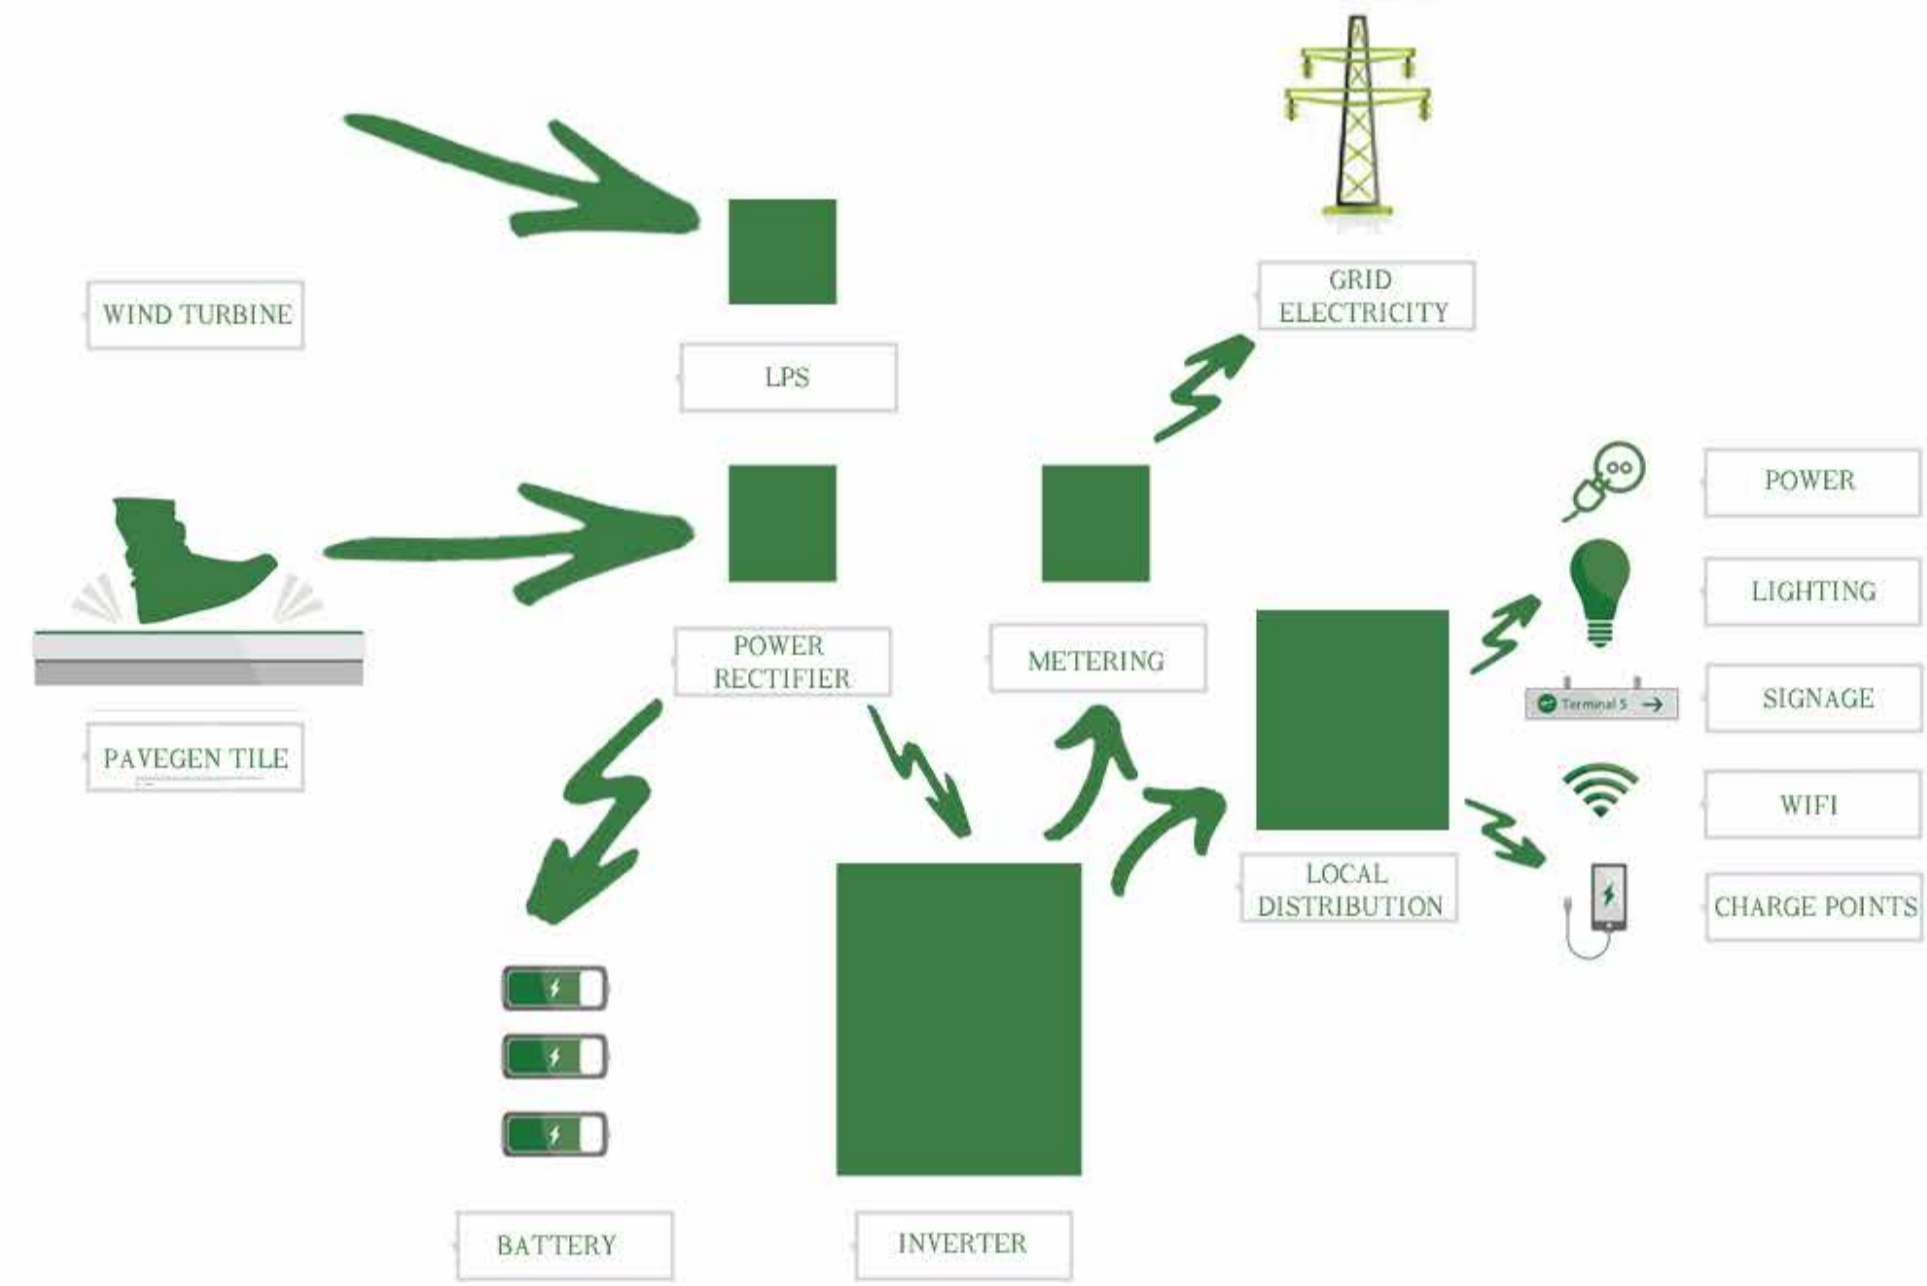 WIND TURBINE
LPS
GRID
ELECTRICITY
PAVEGEN TILE
POWER
RECTIFIER
METERING
LOCAL
DISTRIBUTION
POWER
LIGHTING
Terminal 5
SIGNAGE
WIFI
CHARGE POINTS
BATTERY
INVERTER